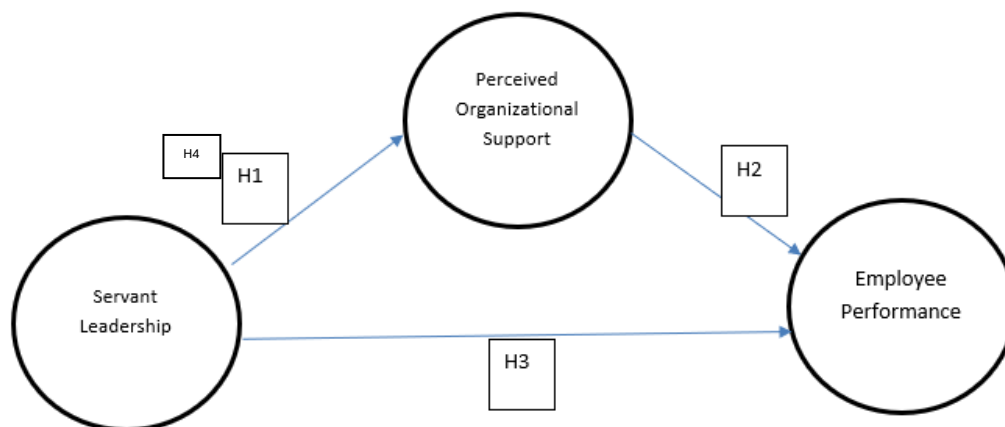 Perceived
Organizational
Support
H4
H1
H2
Servant
Leadership
Employee
Performance
H3